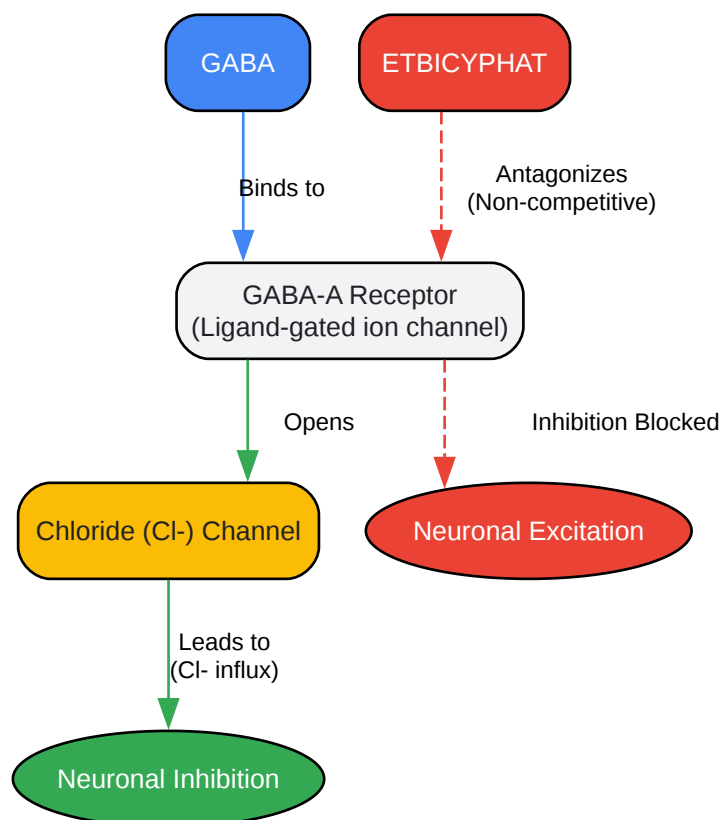 GABA
ETBICYPHAT
Binds to
Antagonizes
(Non-competitive)
GABA-A Receptor
(Ligand-gated ion channel)
Opens
Inhibition Blocked
Chloride (Cl-) Channel
Neuronal Excitation
Leads to
(Cl- influx)
Neuronal Inhibition